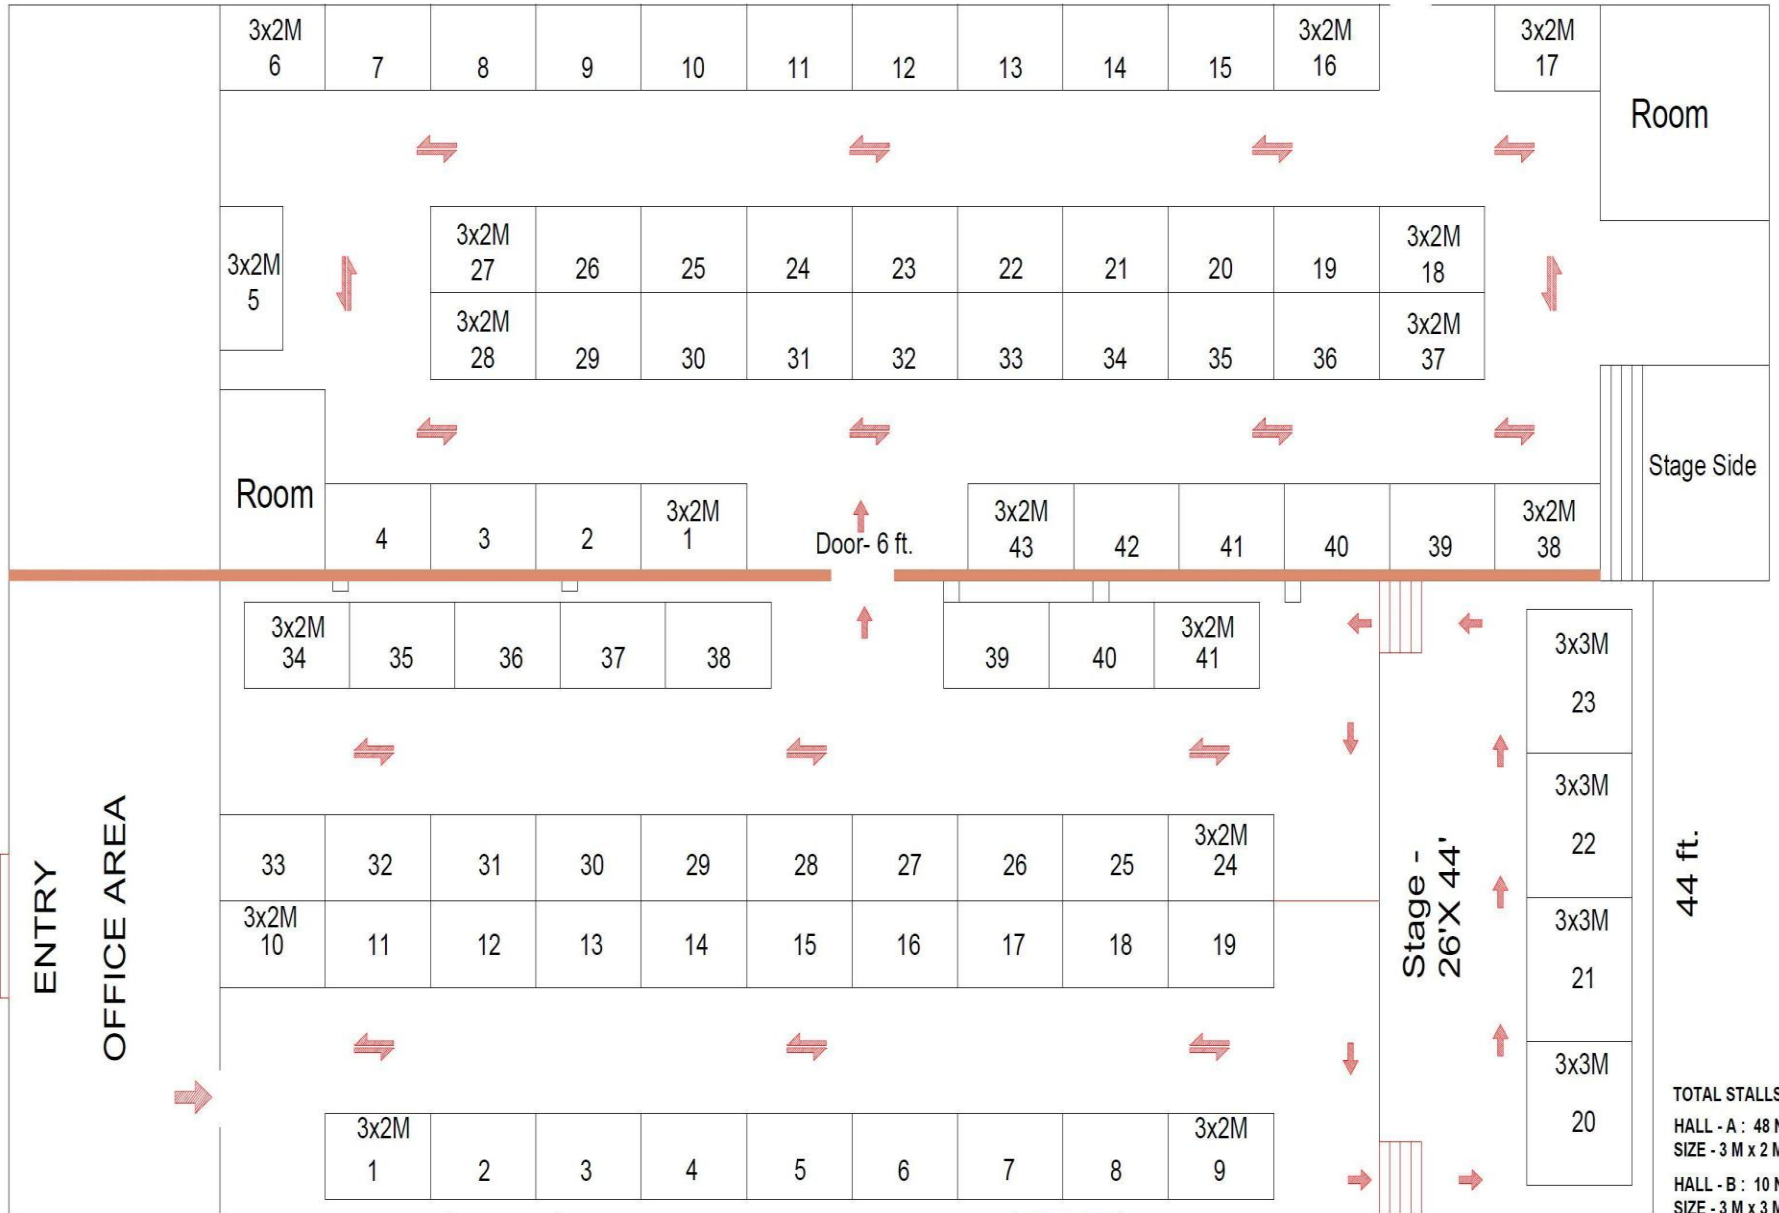 3x2M 3x2M 3x2M
6 7 8 9 10 11 12 13 14 15 16 17
Room
3x2M 3x2M
3x2M
27 26 25 24 23 22 21 20 19 18
5
3x2M 3x2M
28 29 30 31 32 33 34 35 36 37
Stage Side
Room
3x2M 3x2M 3x2M
4 3 2 1 43 42 41 40 39 38
Door- 6 ft.
3x2M 3x2M
34 35 36 37 38 39 40 41
3x3M
23
3x3M
22
3x2M
33 32 31 30 29 28 27 26 25 24
3x2M
10 11 12 13 14 15 16 17 18 19
3x3M
21
ENTRY
OFFICE AREA
Stage -
26'X 44'
44 ft.
3x3M
20
3x2M 3x2M
1 2 3 4 5 6 7 8 9
TOTAL STALLS
HALL - A : 48
SIZE - 3 M x 2 M
HALL - B : 10
SIZE - 3 M x 3 M